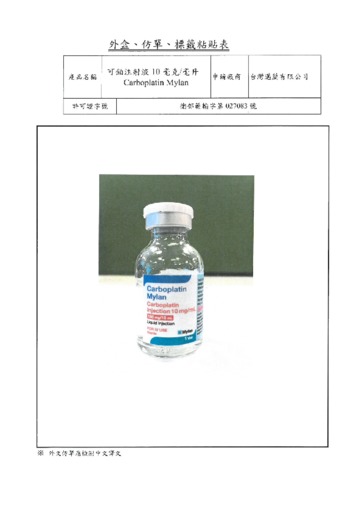 外盒、仿單、標籤黏貼表
產品名稱
可鉑注射液 10 毫克/毫升
Carboplatin Mylan
申請廠商
台灣邁蘭有限公司
許可證字號
衛部藥輸字第 027083 號
Carboplatin
Mylan
Carboplatin
Injection 10 mg/mL
Liquid Injection
Mylan
※ 外文仿單應檢附中文譯文